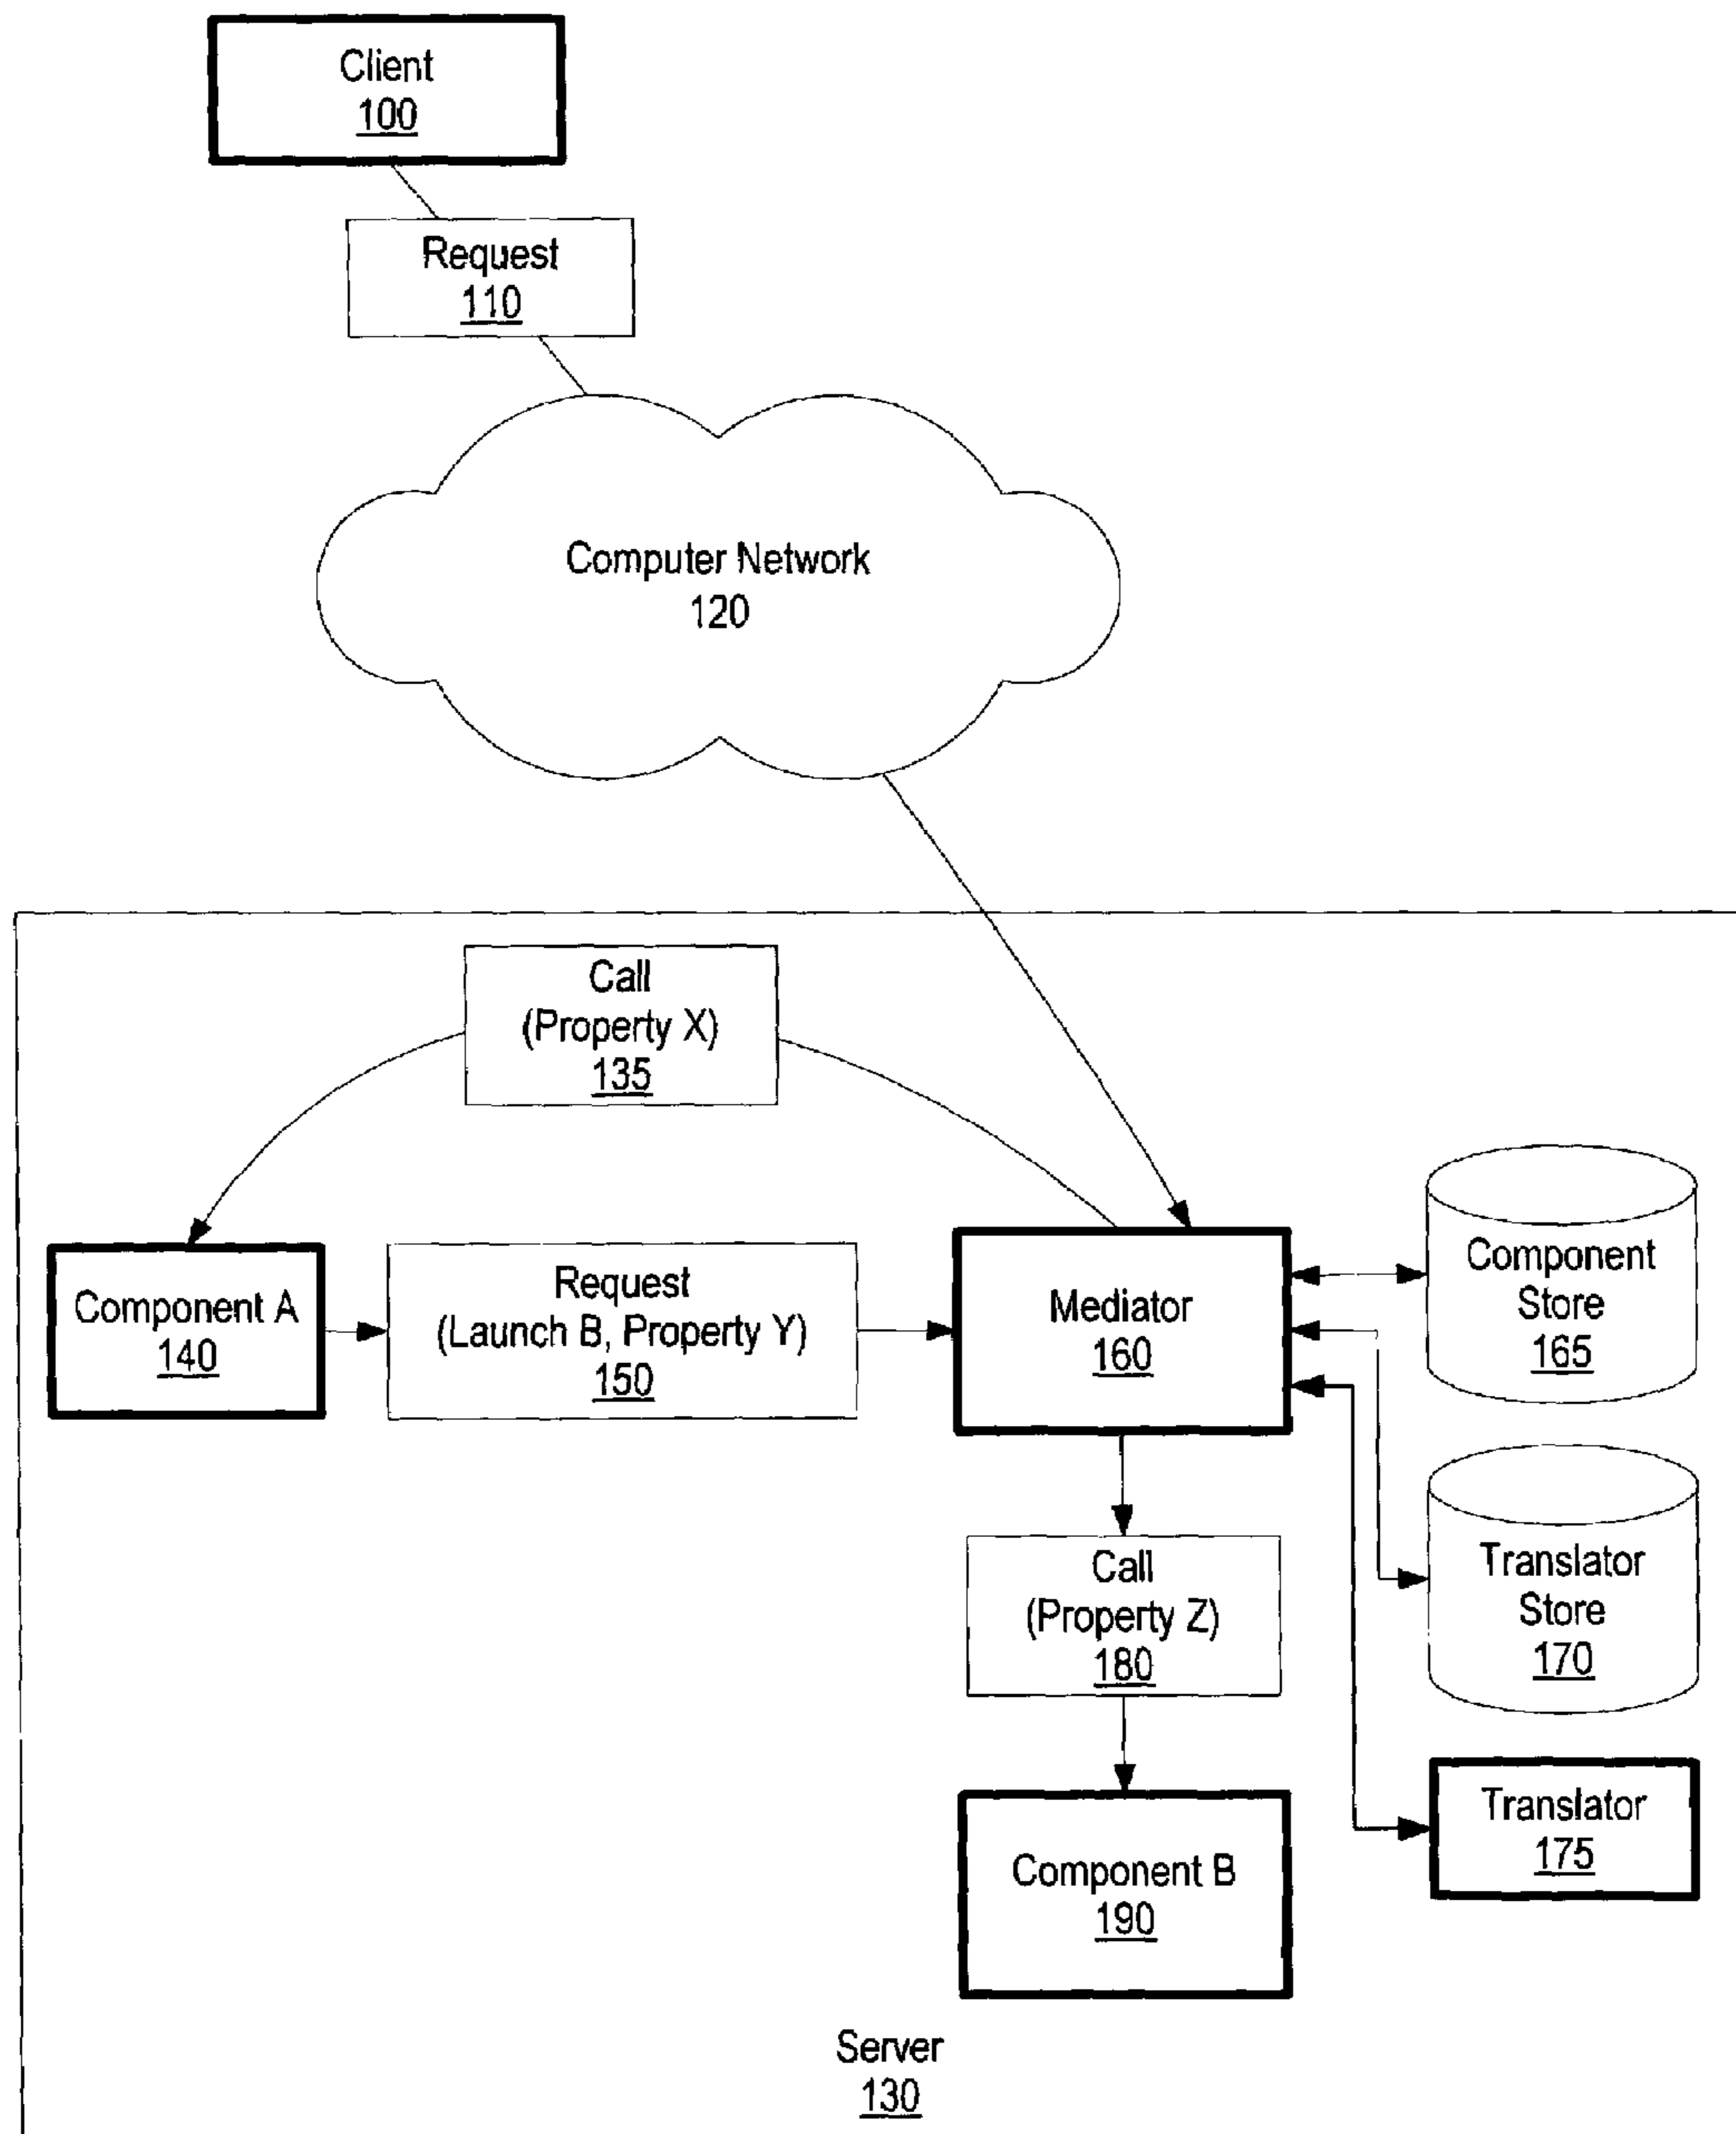 Client
100
Request
110
Computer Network
120
Call
(Property X)
135
Component A
140
Request
(Launch B, Property Y)
150
Mediator
160
Component
Store
165
Call
(Property Z)
180
Translator
Store
170
Translator
175
Component B
190
Server
130